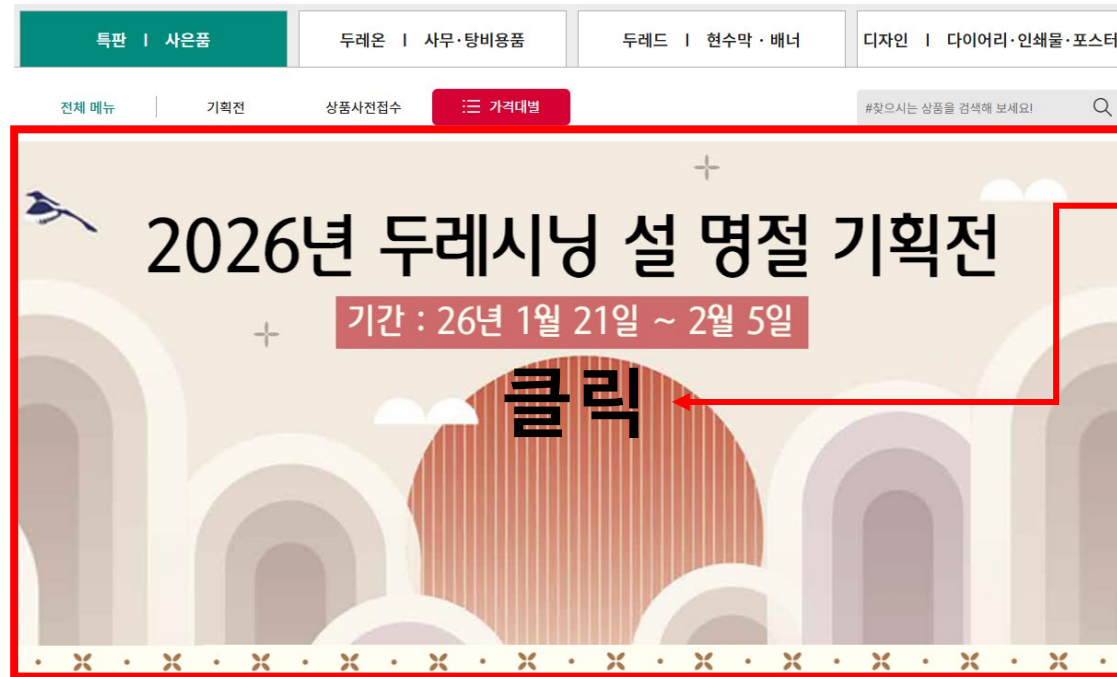 특판 | 사은품
두레온 | 사무·탕비용품
두레드 | 현수막 · 배너
디자인 | 다이어리·인쇄물·포스터
전체 메뉴
기획전
상품사전접수
가격대별
#찾으시는 상품을 검색해 보세요!
2026년 두레시닝 설 명절 기획전
기간 : 26년 1월 21일 ~ 2월 5일
클릭